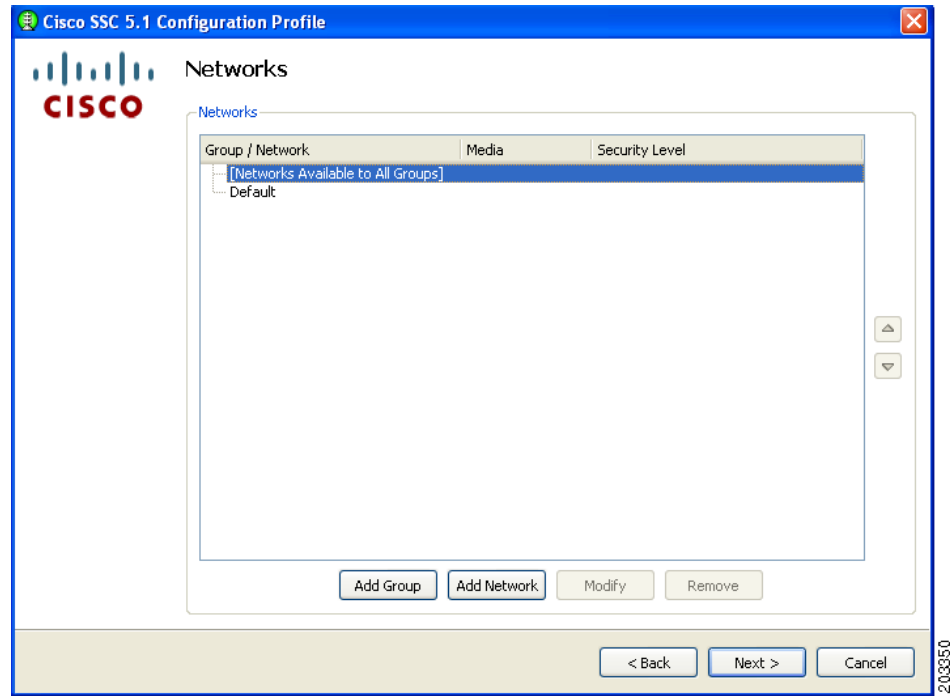 Cisco SSC 5.1 Configuration Profile
CISCO
Networks
Networks
Group / Network Media Security Level
[Networks Available to All Groups]
Default
Add Group Add Network Modify Remove
< Back Next > Cancel
203350